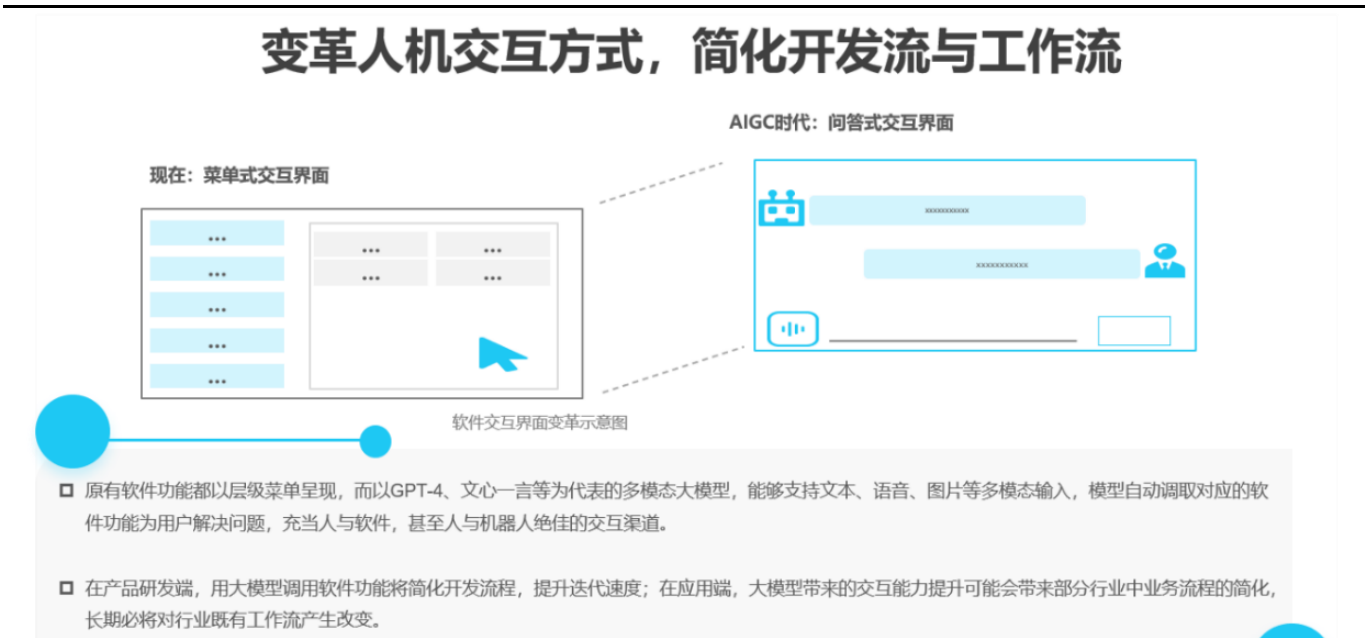 变革人机交互方式，简化开发流与工作流
AIGC时代：问答式交互界面
现在：菜单式交互界面
...
...
...
...
...
...
...
...
...
xxxxxxxxxxx
xxxxxxxxxxx
软件交互界面变革示意图
原有软件功能都以层级菜单呈现，而以GPT-4、文心一言等为代表的多模态大模型，能够支持文本、语音、图片等多模态输入，模型自动调取对应的软
件功能为用户解决问题，充当人与软件，甚至人与机器人绝佳的交互渠道。
在产品研发端，用大模型调用软件功能将简化开发流程，提升迭代速度；在应用端，大模型带来的交互能力提升可能会带来部分行业中业务流程的简化，
长期必将对行业既有工作流产生改变。